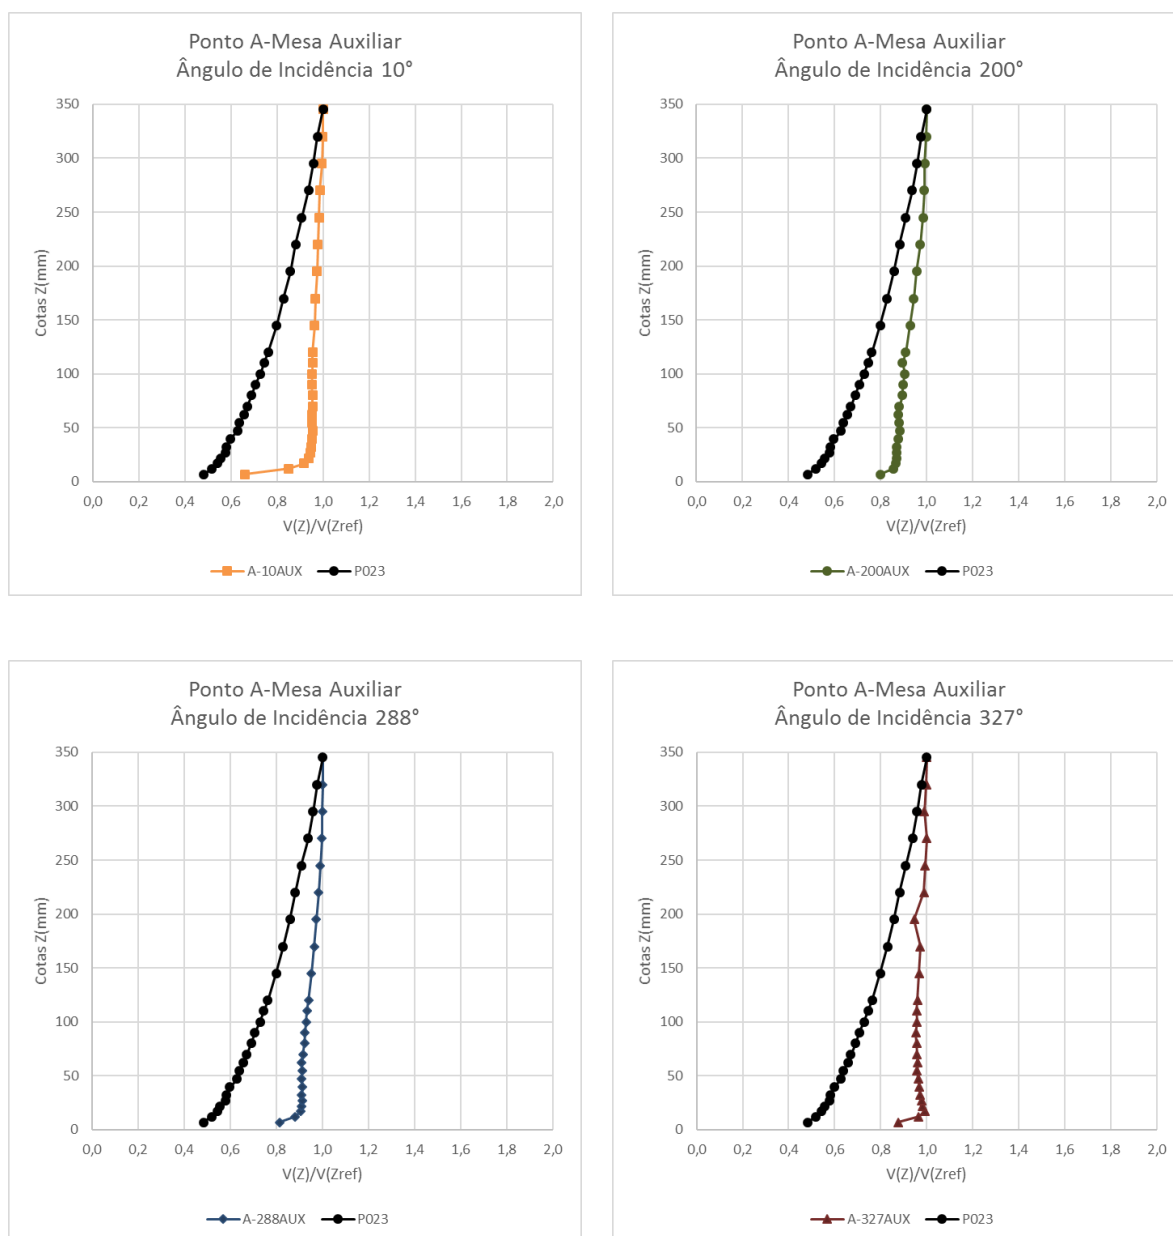 Ponto A-Mesa Auxiliar
Ângulo de Incidência 10°
350
300
250
200
150
100
50
0
Cotas Z(mm)
0,0 0,2 0,4 0,6 0,8 1,0 1,2 1,4 1,6 1,8 2,0
V(Z)/V(Zref)
A-10AUX P023
Ponto A-Mesa Auxiliar
Ângulo de Incidência 200°
350
300
250
200
150
100
50
0
Cotas Z(mm)
0,0 0,2 0,4 0,6 0,8 1,0 1,2 1,4 1,6 1,8 2,0
V(Z)/V(Zref)
A-200AUX P023
Ponto A-Mesa Auxiliar
Ângulo de Incidência 288°
350
300
250
200
150
100
50
0
Cotas Z(mm)
0,0 0,2 0,4 0,6 0,8 1,0 1,2 1,4 1,6 1,8 2,0
V(Z)/V(Zref)
A-288AUX P023
Ponto A-Mesa Auxiliar
Ângulo de Incidência 327°
350
300
250
200
150
100
50
0
Cotas Z(mm)
0,0 0,2 0,4 0,6 0,8 1,0 1,2 1,4 1,6 1,8 2,0
V(Z)/V(Zref)
A-327AUX P023